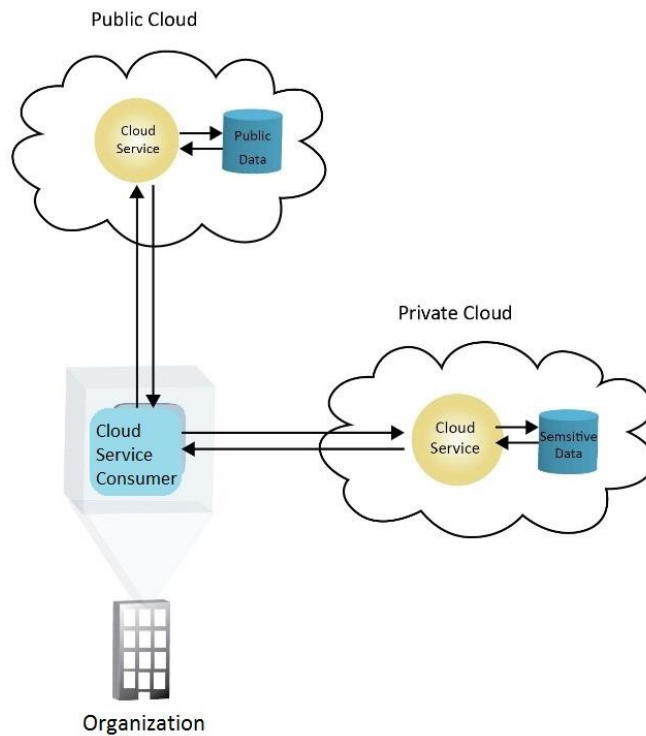 Public Cloud
Cloud
Service
Public
Data
Private Cloud
Cloud
Service
Consumer
Cloud
Service
Semsitive
Data
Organization